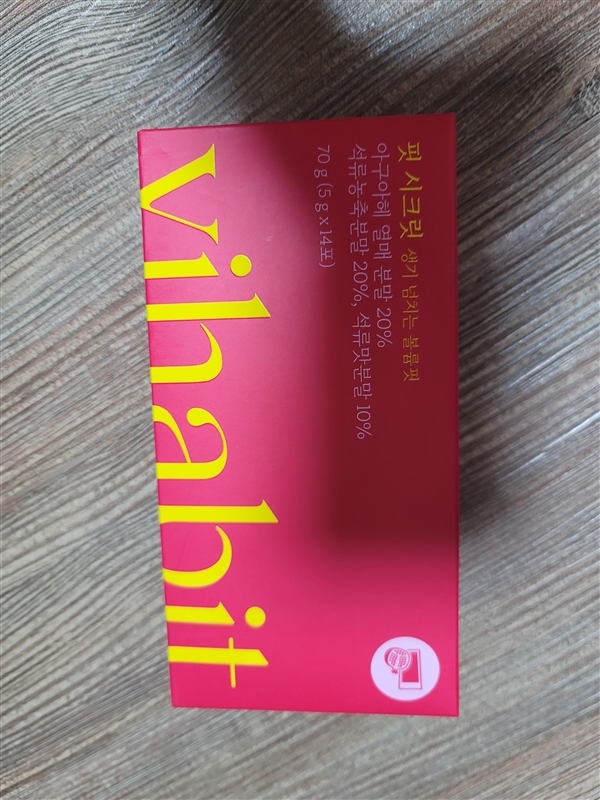 핏 시크릿 생기 넘치는 볼륨핏
아구아헤 열매 분말 20%
석류농축분말 20%, 석류맛분말 10%
70 g (5 g x 14포)
vihabit